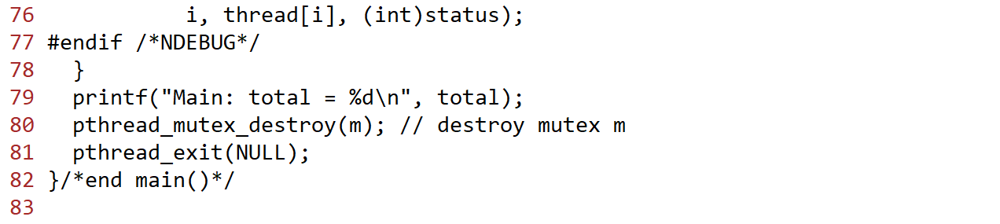 76            i, thread[i], (int)status);
77 #endif /*NDEBUG*/
78   }
79   printf("Main: total = %d\n", total);
80   pthread_mutex_destroy(m); // destroy mutex m
81   pthread_exit(NULL);
82 }/*end main()*/
83